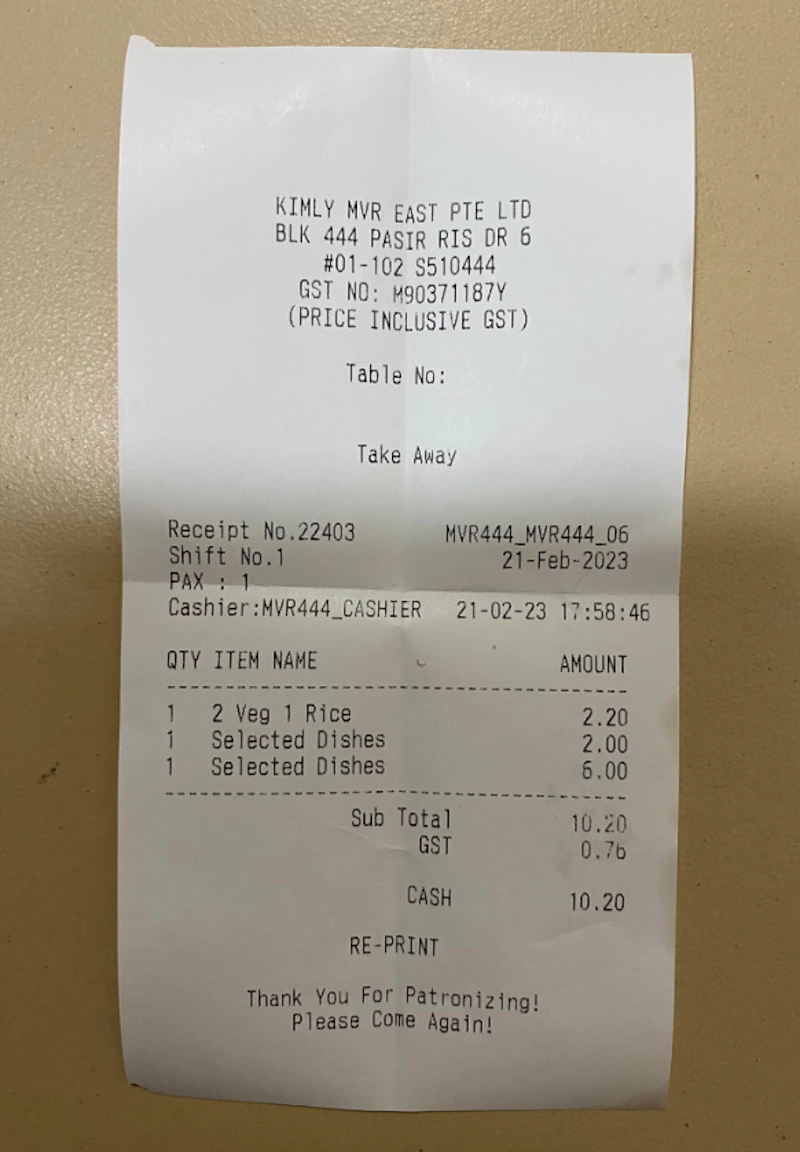 KIMLY MVR EAST PTE LTD
BLK 444 PASIR RIS DR 6
#01-102 S510444
GST NO: M90371187Y
(PRICE INCLUSIVE GST)
Table No:
Take Away
Receipt No.22403 MVR444_MVR444_06
Shift No.1 21-Feb-2023
PAX : 1
Cashier:MVR444_CASHIER 21-02-23 17:58:46
QTY ITEM NAME AMOUNT
1 2 Veg 1 Rice 2.20
1 Selected Dishes 2.00
1 Selected Dishes 6.00
Sub Total 10.20
GST 0.76
CASH 10.20
RE-PRINT
Thank You For Patronizing!
Please Come Again!